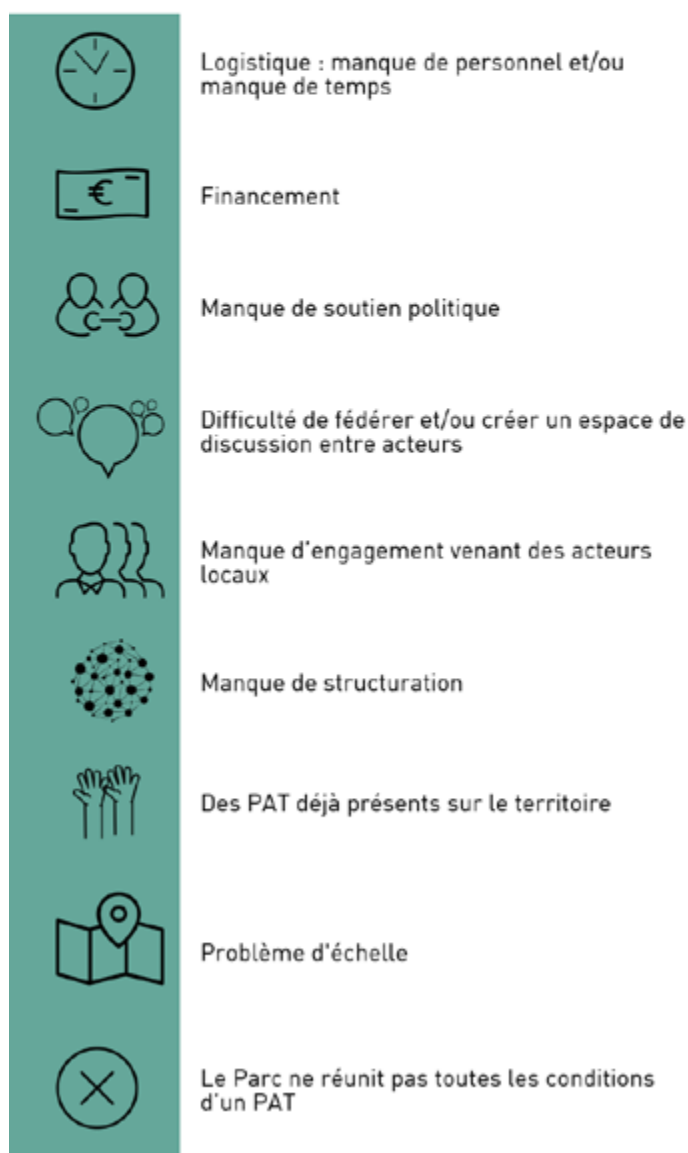 Logistique : manque de personnel et/ou
manque de temps
€
Financement
Manque de soutien politique
Difficulté de fédérer et/ou créer un espace de
discussion entre acteurs
Manque d'engagement venant des acteurs
locaux
Manque de structuration
Des PAT déjà présents sur le territoire
Problème d'échelle
Le Parc ne réunit pas toutes les conditions
d'un PAT